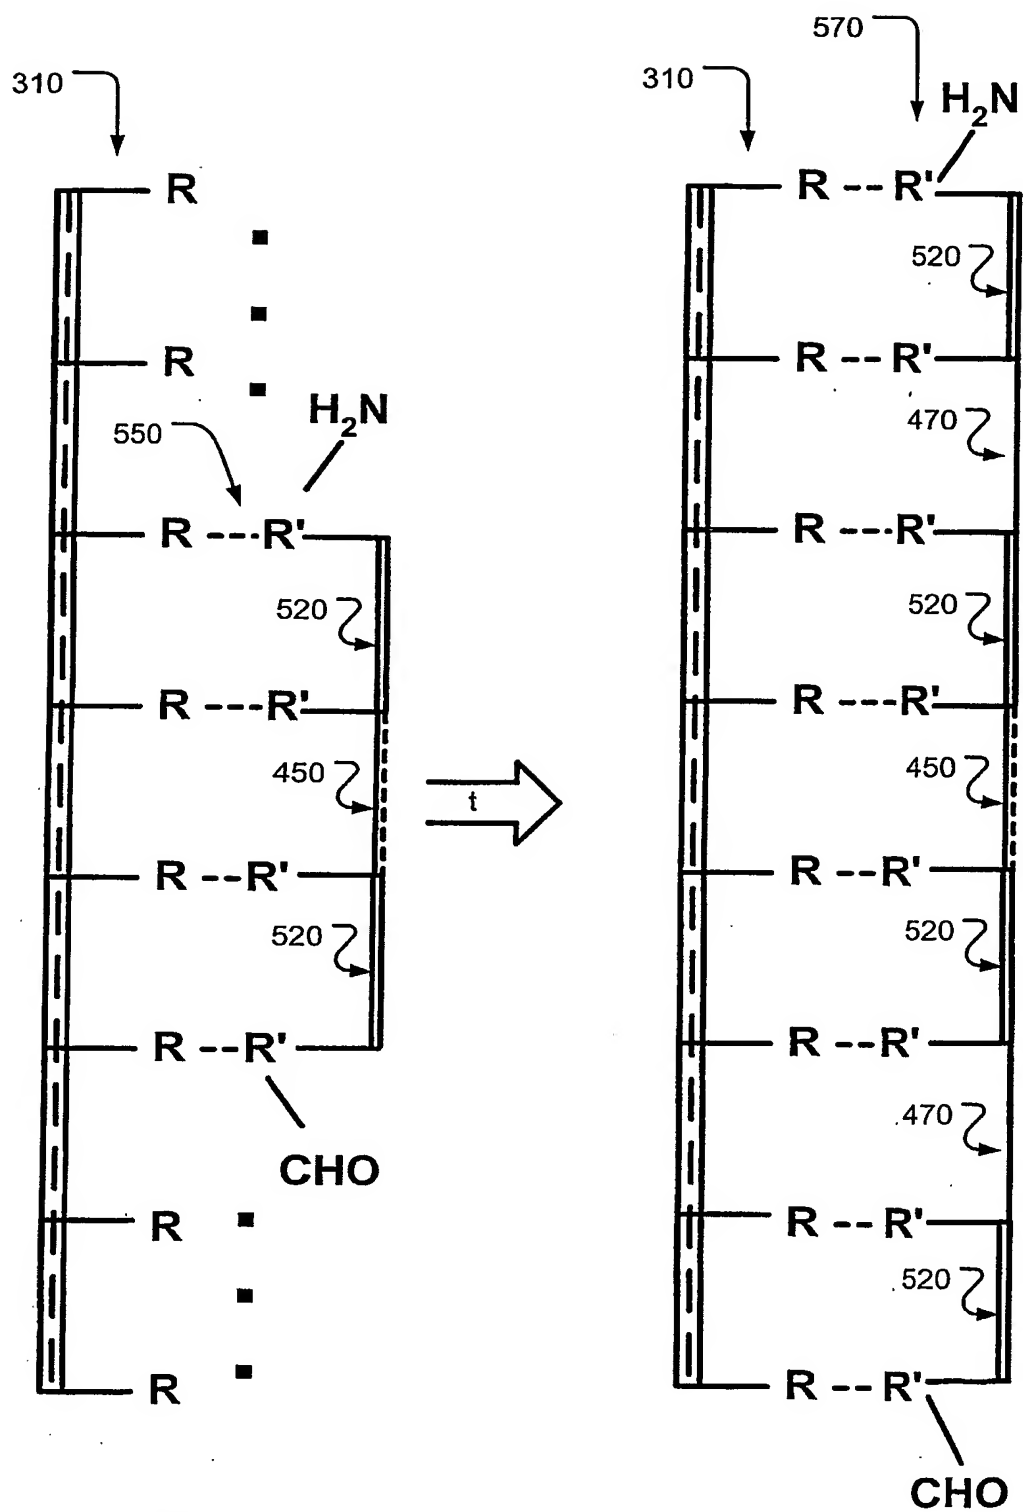 570
310
310
H2N
R
R -- R'
520
R
R -- R'
H2N
470
550
R --- R'
R --- R'
520
520
R --- R'
R --- R'
450
t
450
R -- R'
R -- R'
520
520
R -- R'
R -- R'
CHO
470
R
R -- R'
520
R
R -- R'
CHO